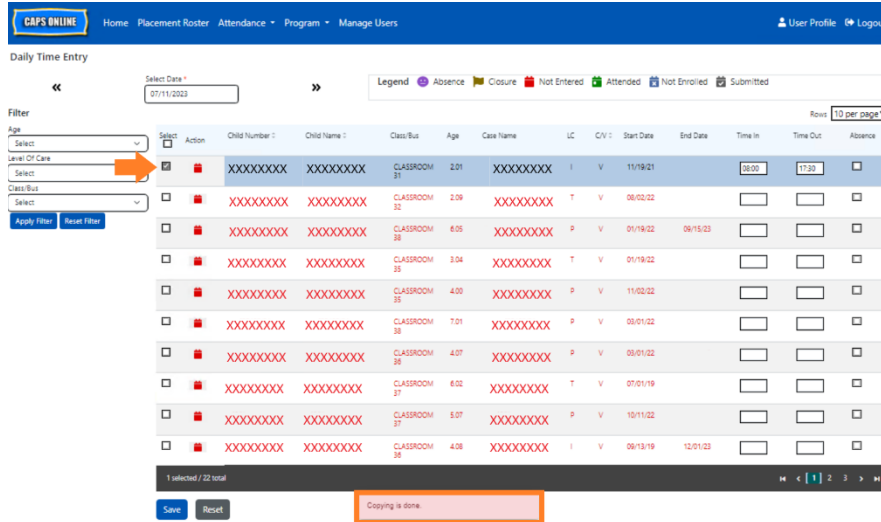 CAPS ONLINE Home Placement Roster Attendance Program Manage Users User Profile Logou
Daily Time Entry
« Select Date * » Legend Absence Closure Not Entered Attended Not Enrolled Submitted
07/11/2023
Filter Rows 10 per page
Age
Select
Level Of Care
Select
Class/Bus
Select
Apply Filter Reset Filter
Select Action Child Number Child Name Class/Bus Age Case Name LC C/V Start Date End Date Time In Time Out Absence
XXXXXXXX XXXXXXXX CLASSROOM 31 2.01 XXXXXXXX I V 11/19/21 08:00 17:30
XXXXXXXX XXXXXXXX CLASSROOM 32 2.09 XXXXXXXX T V 08/02/22
XXXXXXXX XXXXXXXX CLASSROOM 38 6.05 XXXXXXXX P V 01/19/22 09/15/23
XXXXXXXX XXXXXXXX CLASSROOM 35 3.04 XXXXXXXX T V 01/19/22
XXXXXXXX XXXXXXXX CLASSROOM 35 4.00 XXXXXXXX P V 11/02/22
XXXXXXXX XXXXXXXX CLASSROOM 38 7.01 XXXXXXXX P V 03/01/22
XXXXXXXX XXXXXXXX CLASSROOM 36 4.07 XXXXXXXX P V 03/01/22
XXXXXXXX XXXXXXXX CLASSROOM 37 6.02 XXXXXXXX T V 07/01/19
XXXXXXXX XXXXXXXX CLASSROOM 37 5.07 XXXXXXXX P V 10/11/22
XXXXXXXX XXXXXXXX CLASSROOM 36 4.08 XXXXXXXX I V 09/13/19 12/01/23
1 selected / 22 total 1 2 3
Save Reset Copying is done.